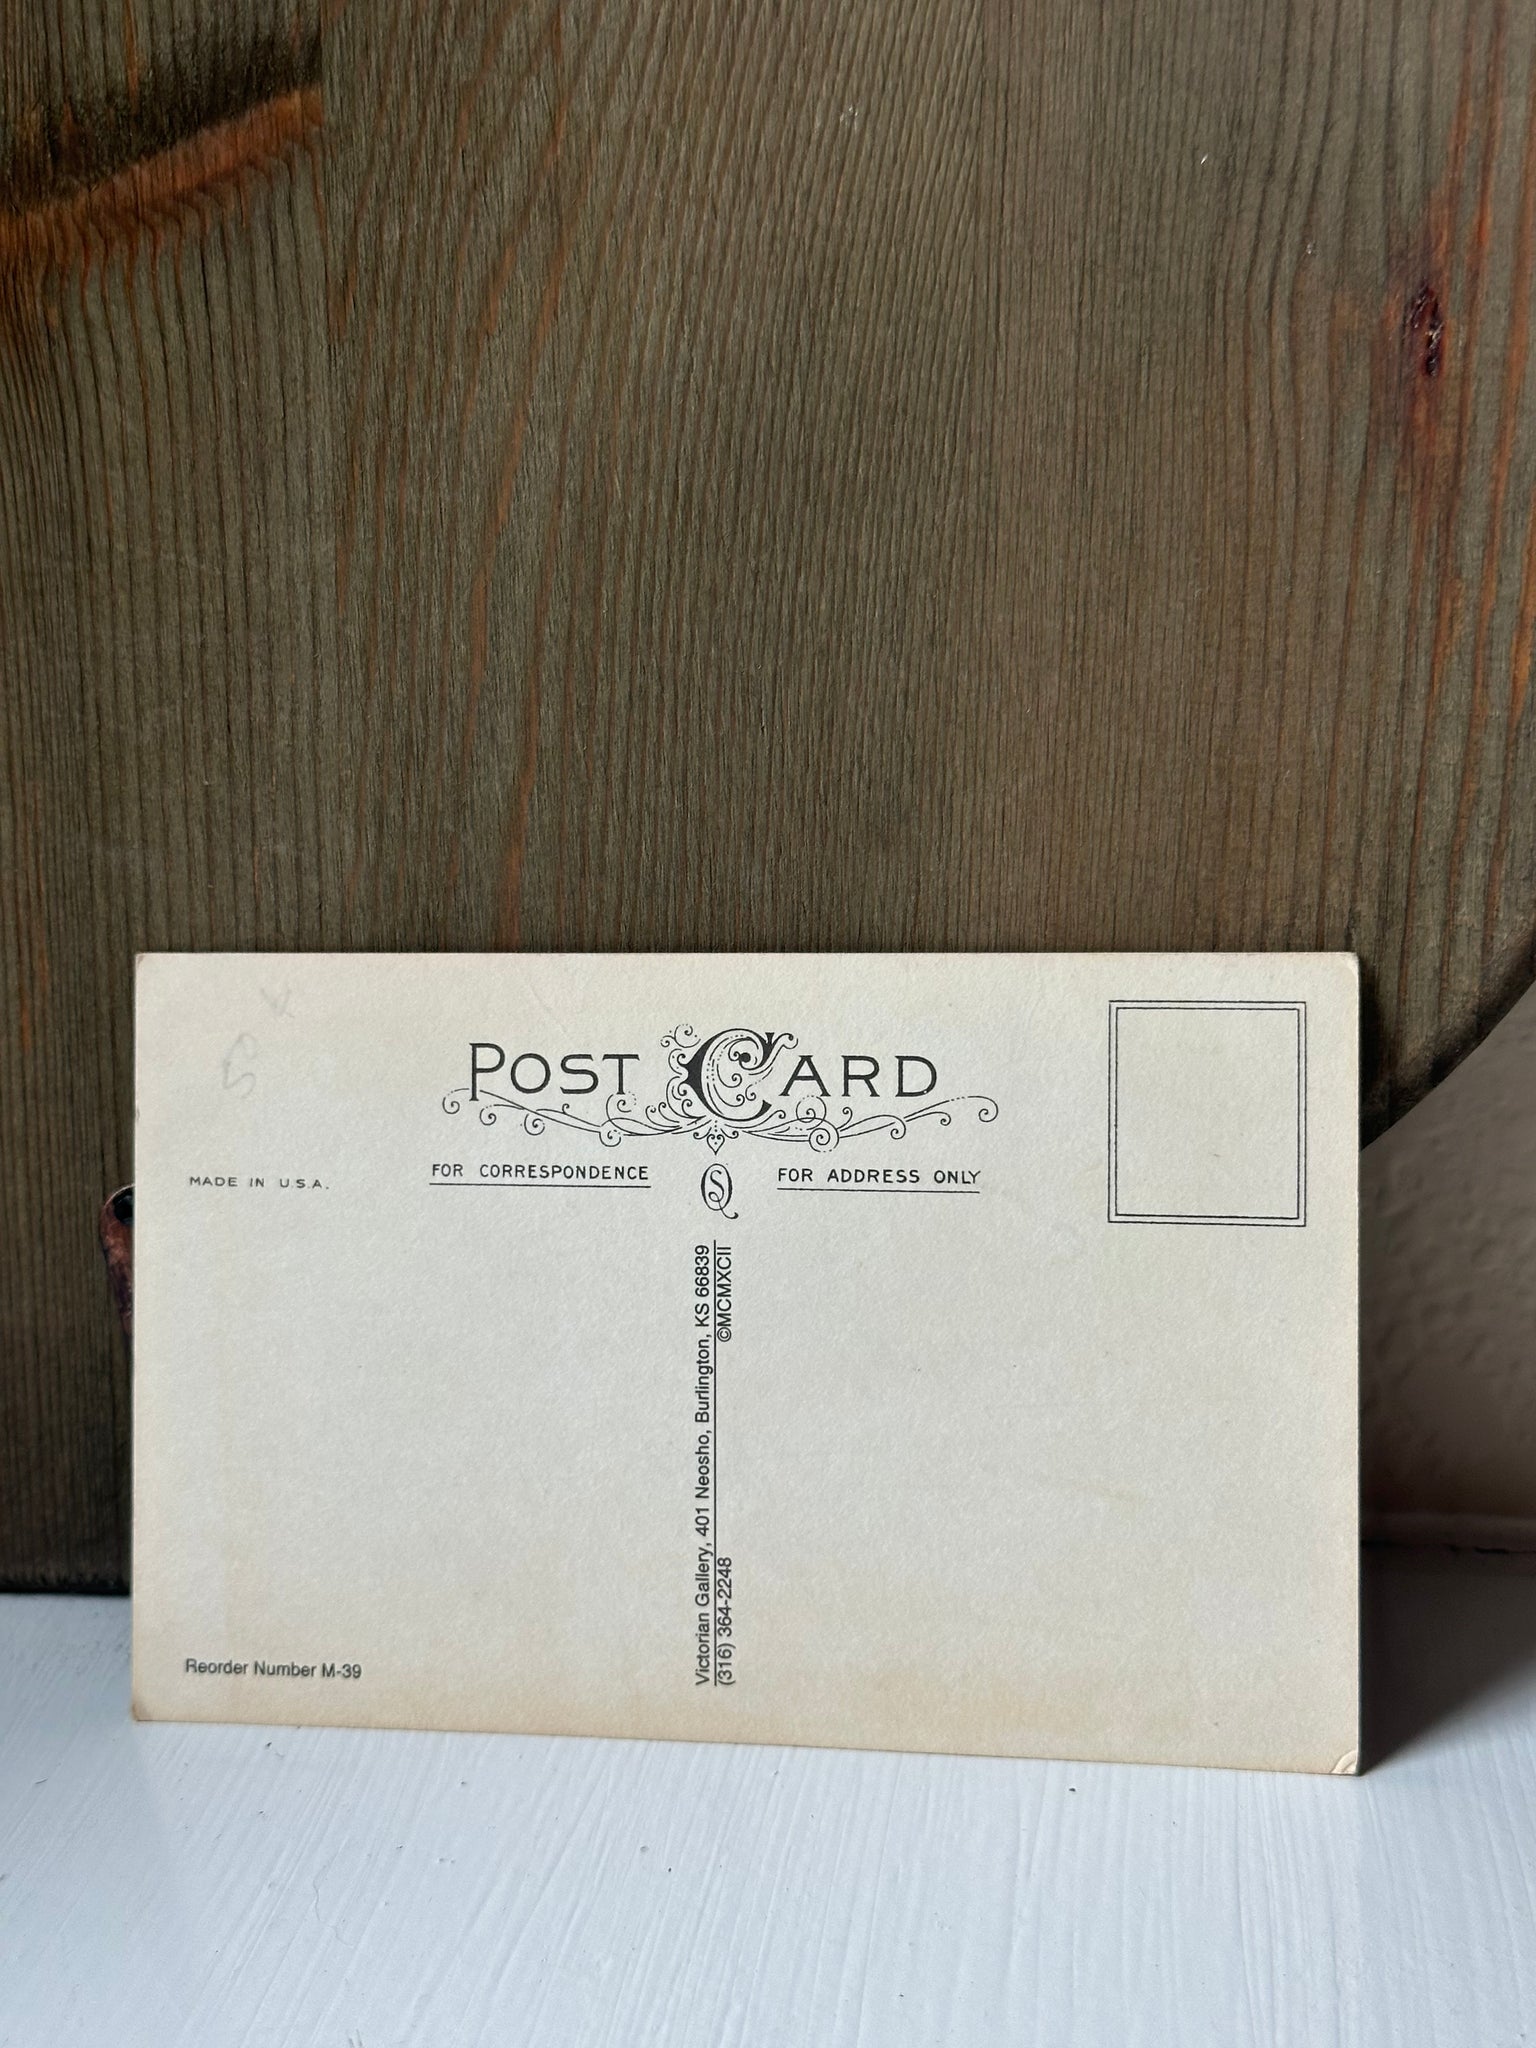 POST CARD
FOR CORRESPONDENCE
FOR ADDRESS ONLY
MADE IN U.S.A.
Victorian Gallery, 401 Neosho, Burlington, KS 66839
(316) 364-2248 ©MCMXCII
Reorder Number M-39